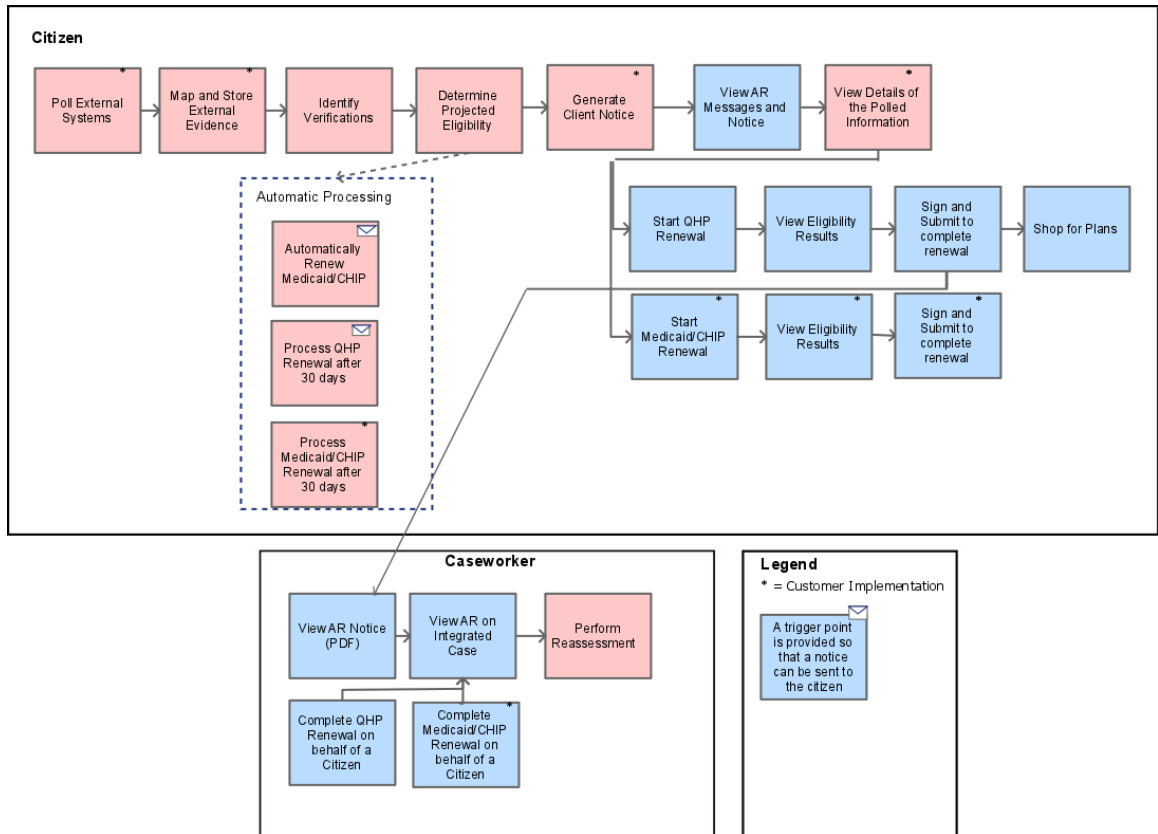 Citizen
*
Poll External
Systems
*
Map and Store
External
Evidence
Identify
Verifications
Determine
Projected
Eligibility
*
Generate
Client Notice
View AR
Messages and
Notice
*
View Details of
the Polled
Information
Automatic Processing
Automatically
Renew
Medicaid/CHIP
Process QHP
Renewal after
30 days
*
Process
Medicaid/CHIP
Renewal after
30 days
Start QHP
Renewal
View Eligibility
Results
Sign and
Submit to
complete
renewal
Shop for Plans
*
Start
Medicaid/CHIP
Renewal
*
View Eligibility
Results
*
Sign and
Submit to
complete
renewal
Caseworker
View AR Notice
(PDF)
View AR on
Integrated
Case
Perform
Reassessment
Complete QHP
Renewal on
behalf of a
Citizen
*
Complete
Medicaid/CHIP
Renewal on
behalf of a
Citizen
Legend
* = Customer Implementation
A trigger point
is provided so
that a notice
can be sent to
the citizen